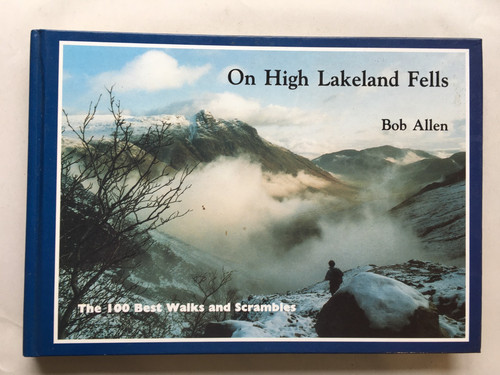 On High Lakeland Fells
Bob Allen
The 100 Best Walks and Scrambles